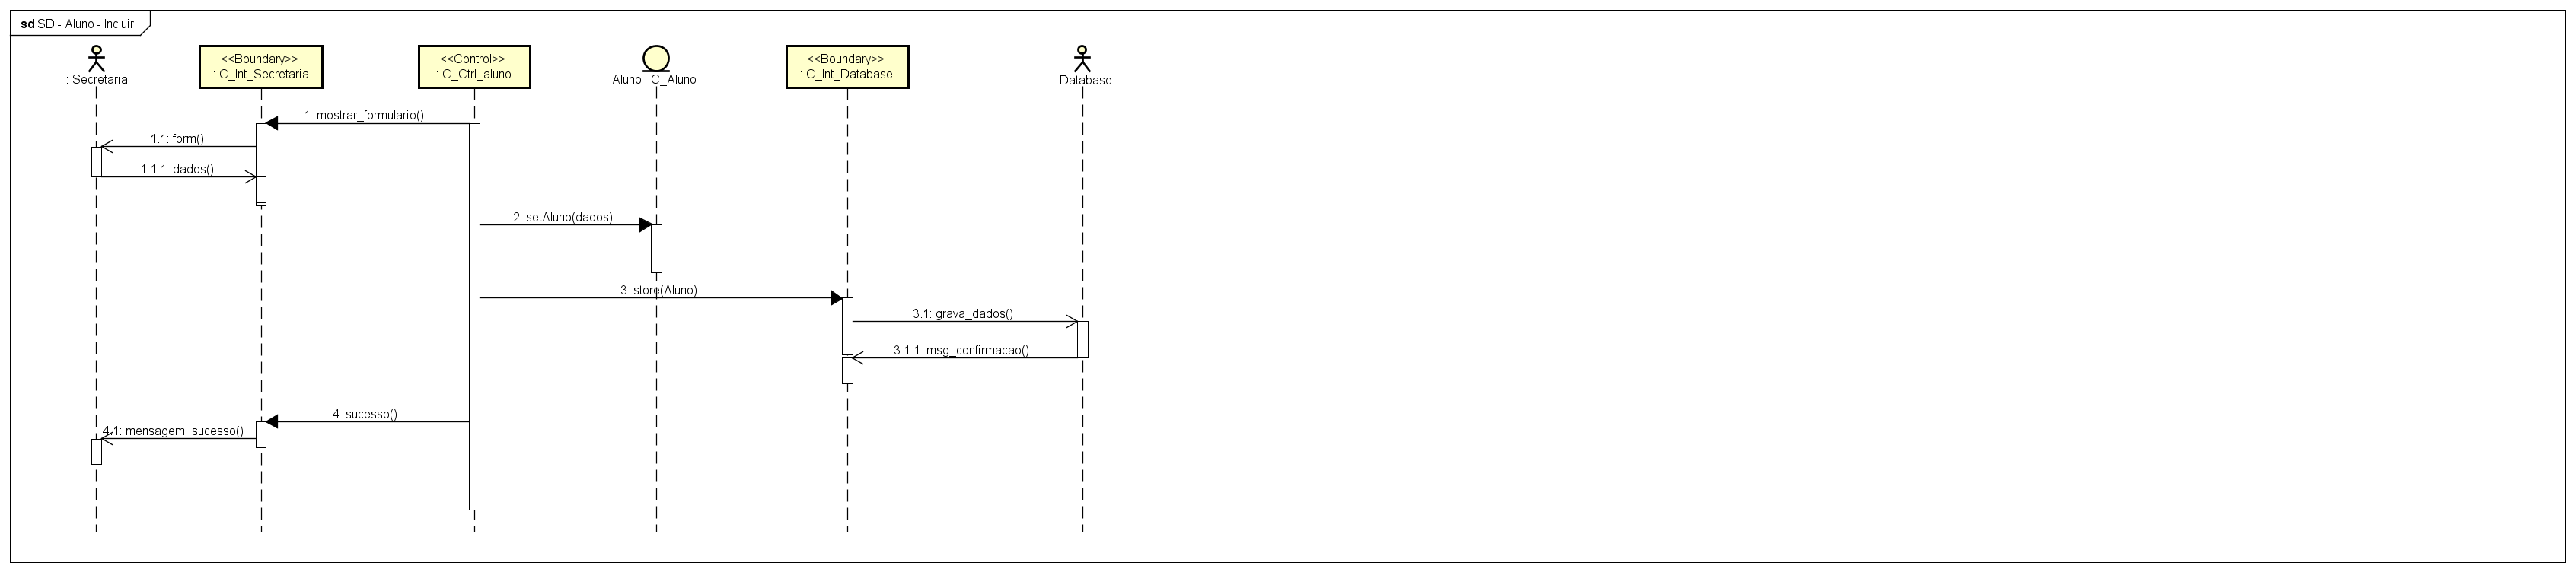 sd SD - Aluno - Incluir
: Secretaria
<<Boundary>>
: C_Int_Secretaria
<<Control>>
: C_Ctrl_aluno
Aluno : C_Aluno
<<Boundary>>
: C_Int_Database
: Database
1: mostrar_formulario()
1.1: form()
1.1.1: dados()
2: setAluno(dados)
3: store(Aluno)
3.1: grava_dados()
3.1.1: msg_confirmacao()
4: sucesso()
4.1: mensagem_sucesso()